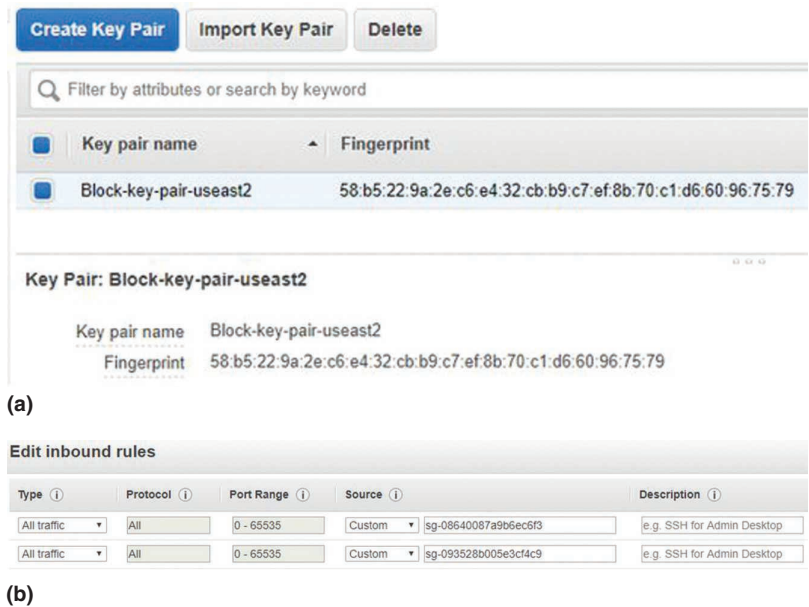 Create Key Pair Import Key Pair Delete
Filter by attributes or search by keyword
Key pair name Fingerprint
Block-key-pair-useast2 58:b5:22:9a:2e:c6:e4:32:cb:b9:c7:ef:8b:70:c1:d6:60:96:75:79
Key Pair: Block-key-pair-useast2
Key pair name Block-key-pair-useast2
Fingerprint 58:b5:22:9a:2e:c6:e4:32:cb:b9:c7:ef:8b:70:c1:d6:60:96:75:79
(a)
Edit inbound rules
Type i Protocol i Port Range i Source i Description i
All traffic All 0 - 65535 Custom sg-08640087a9b6ec6f3 e.g. SSH for Admin Desktop
All traffic All 0 - 65535 Custom sg-093528b005e3cf4c9 e.g. SSH for Admin Desktop
(b)